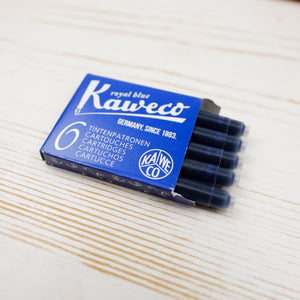 royal blue
Kaweco
GERMANY, SINCE 1883.
6
TINTENPATRONEN
CARTOUCHES
CARTRIDGES
CARTUCHOS
CARTUCCE
KA
WE
CO